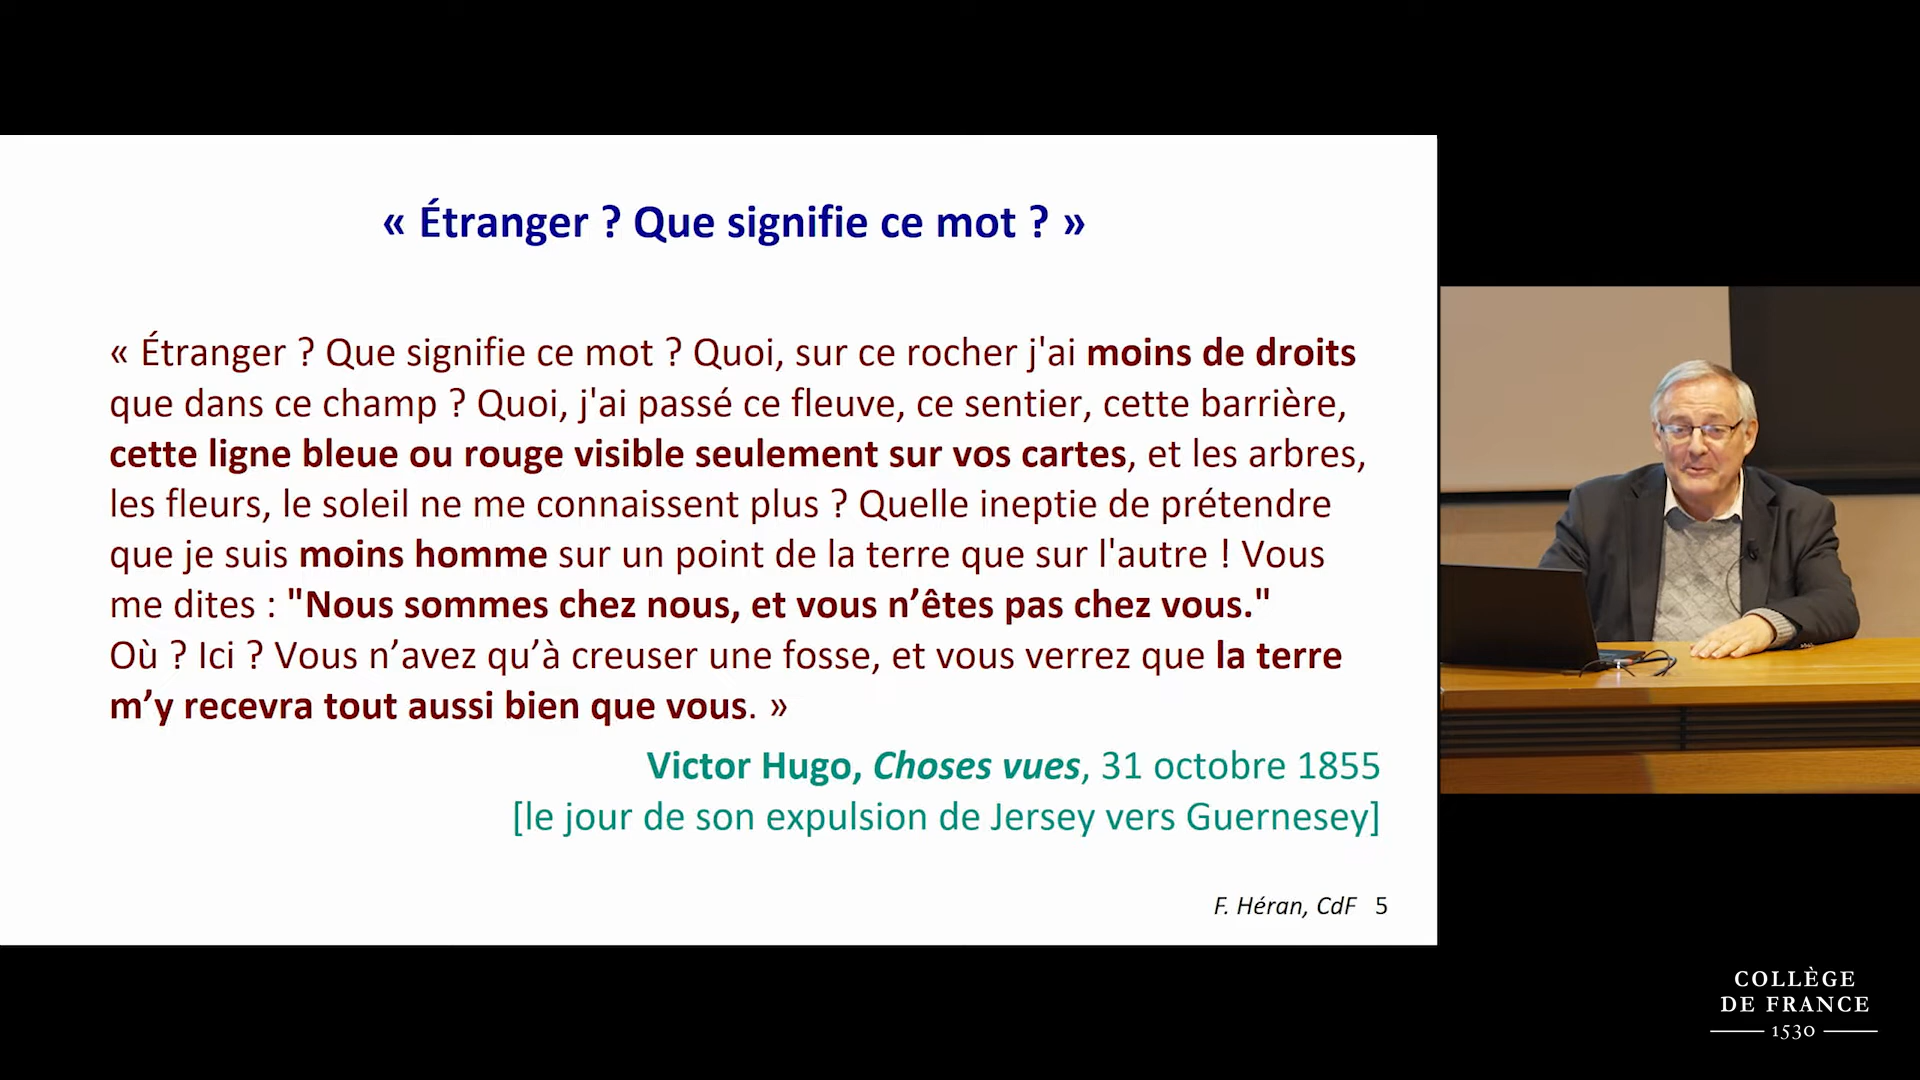 « Étranger ? Que signifie ce mot ? »
« Étranger ? Que signifie ce mot ? Quoi, sur ce rocher j'ai moins de droits
que dans ce champ ? Quoi, j'ai passé ce fleuve, ce sentier, cette barrière,
cette ligne bleue ou rouge visible seulement sur vos cartes, et les arbres,
les fleurs, le soleil ne me connaissent plus ? Quelle ineptie de prétendre
que je suis moins homme sur un point de la terre que sur l'autre ! Vous
me dites : "Nous sommes chez nous, et vous n’êtes pas chez vous."
Où ? Ici ? Vous n’avez qu’à creuser une fosse, et vous verrez que la terre
m’y recevra tout aussi bien que vous. »
Victor Hugo, Choses vues, 31 octobre 1855
[le jour de son expulsion de Jersey vers Guernesey]
F. Héran, CdF 5
COLLÈGE
DE FRANCE
1530